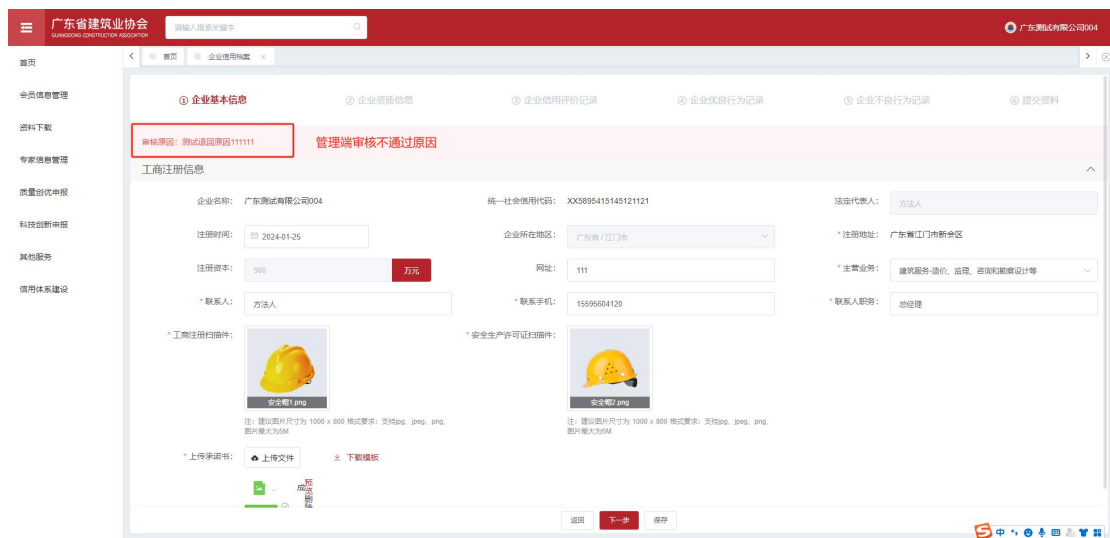 广东省建筑业协会
GUANGDONG CONSTRUCTION ASSOCIATION
请输入搜索关键字
广东测试有限公司004
首页
企业信用档案 ×
首页
会员信息管理
资料下载
专家信息管理
质量创优申报
科技创新申报
其他服务
信用体系建设
① 企业基本信息
② 企业资质信息
③ 企业信用评价记录
④ 企业优良行为记录
⑤ 企业不良行为记录
⑥ 提交资料
审核原因：测试退回原因111111
管理端审核不通过原因
工商注册信息
企业名称： 广东测试有限公司004
统一社会信用代码： XX5895415145121121
法定代表人： 方法人
注册时间： 2024-01-25
企业所在地区： 广东省 / 江门市
*注册地址： 广东省江门市新会区
注册资本： 900 万元
网址： 111
*主营业务： 建筑服务-造价、监理、咨询和勘察设计等
*联系人： 方法人
*联系手机： 15595604120
*联系人职务： 总经理
*工商注册扫描件：
安全帽1.png
注：建议图片尺寸为 1000 x 800 格式要求：支持jpg、jpeg、png,
图片最大为5M
*安全生产许可证扫描件：
安全帽2.png
注：建议图片尺寸为 1000 x 800 格式要求：支持jpg、jpeg、png,
图片最大为5M
*上传承诺书： 上传文件 下载模板
.. 成
预
览
删
除
返回 下一步 保存
中